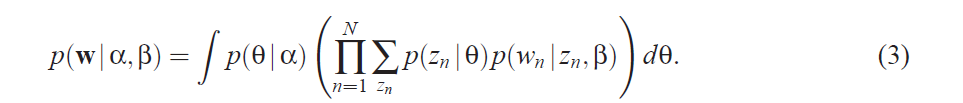 p(w|α,β) = ∫ p(θ|α) (∏_{n=1}^{N} ∑_{z_n} p(z_n|θ)p(w_n|z_n,β)) dθ. (3)